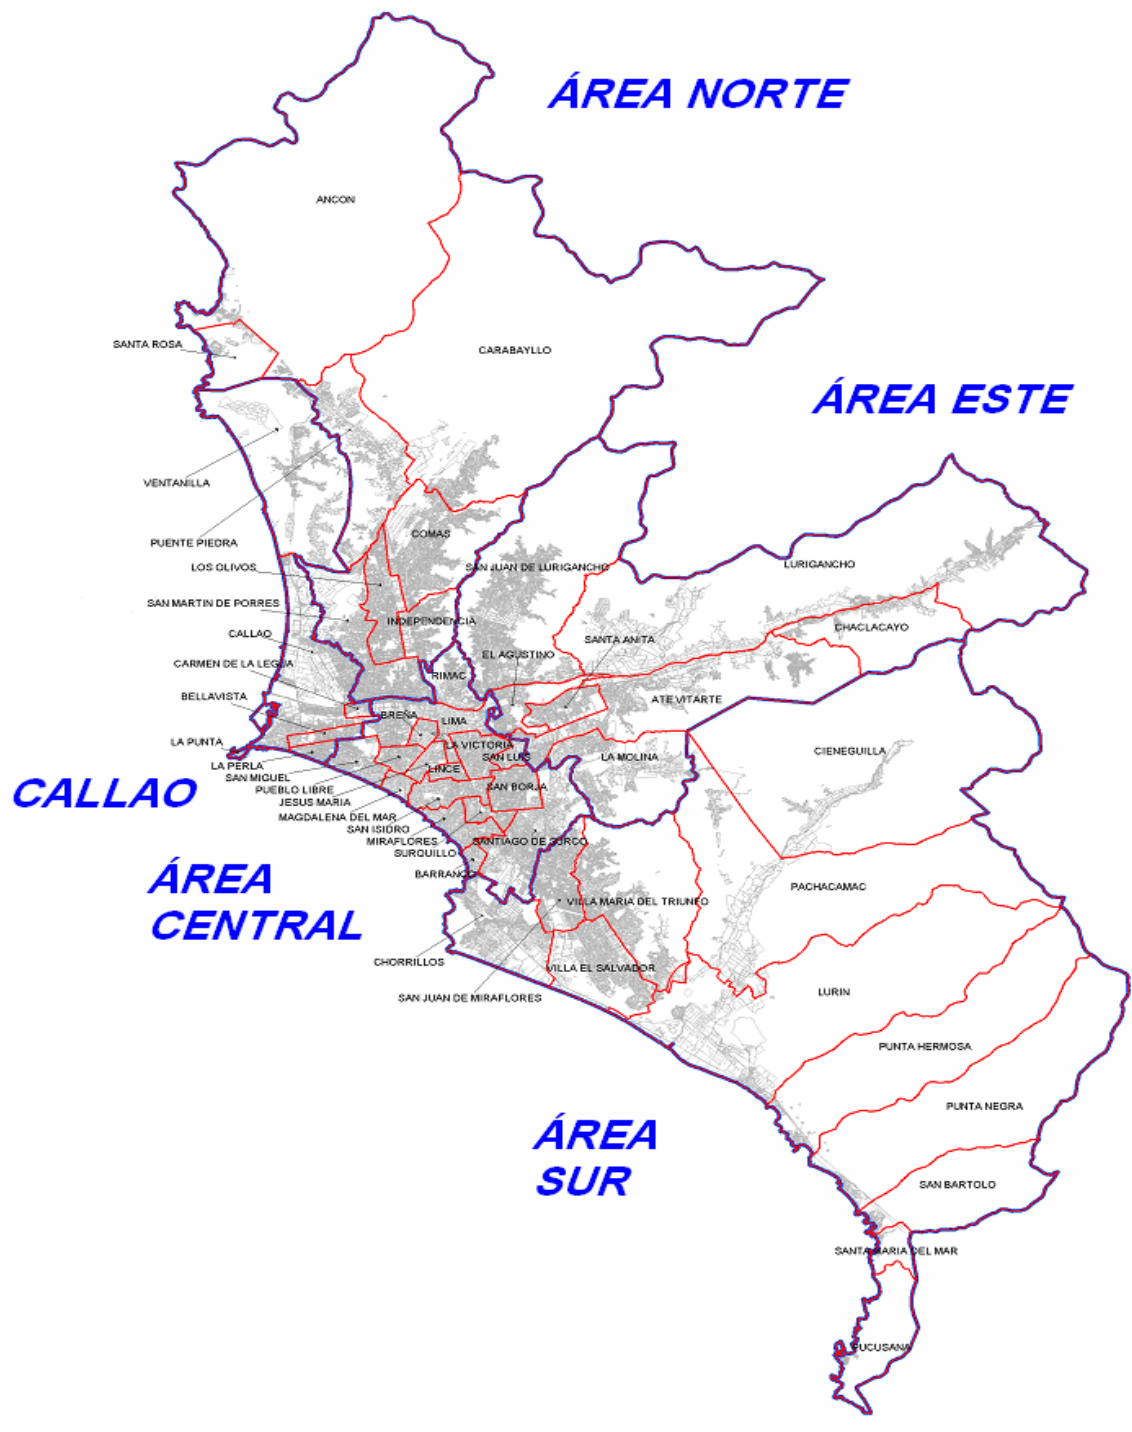 ÁREA NORTE
ANCON
SANTA ROSA
CARABAYLLO
ÁREA ESTE
VENTANILLA
PUENTE PIEDRA
COMAS
LOS OLIVOS
SAN JUAN DE LURIGANCHO
LURIGANCHO
SAN MARTIN DE PORRES
INDEPENDENCIA
CHACLACAYO
CALLAO
SANTA ANITA
EL AGUSTINO
CARMEN DE LA LEGUA
RIMAC
BELLAVISTA
ATE VITARTE
BREÑA
LIMA
LA PUNTA
LA VICTORIA
CIENEGUILLA
SAN LUIS
LA MOLINA
LA PERLA
LINCE
SAN MIGUEL
CALLAO
PUEBLO LIBRE
SAN BORJA
JESUS MARIA
MAGDALENA DEL MAR
SAN ISIDRO
MIRAFLORES
SANTIAGO DE SURCO
SURQUILLO
ÁREA
CENTRAL
BARRANCO
PACHACAMAC
VILLA MARIA DEL TRIUNFO
CHORRILLOS
VILLA EL SALVADOR
SAN JUAN DE MIRAFLORES
LURIN
PUNTA HERMOSA
PUNTA NEGRA
ÁREA
SUR
SAN BARTOLO
SANTA MARIA DEL MAR
PUCUSANA